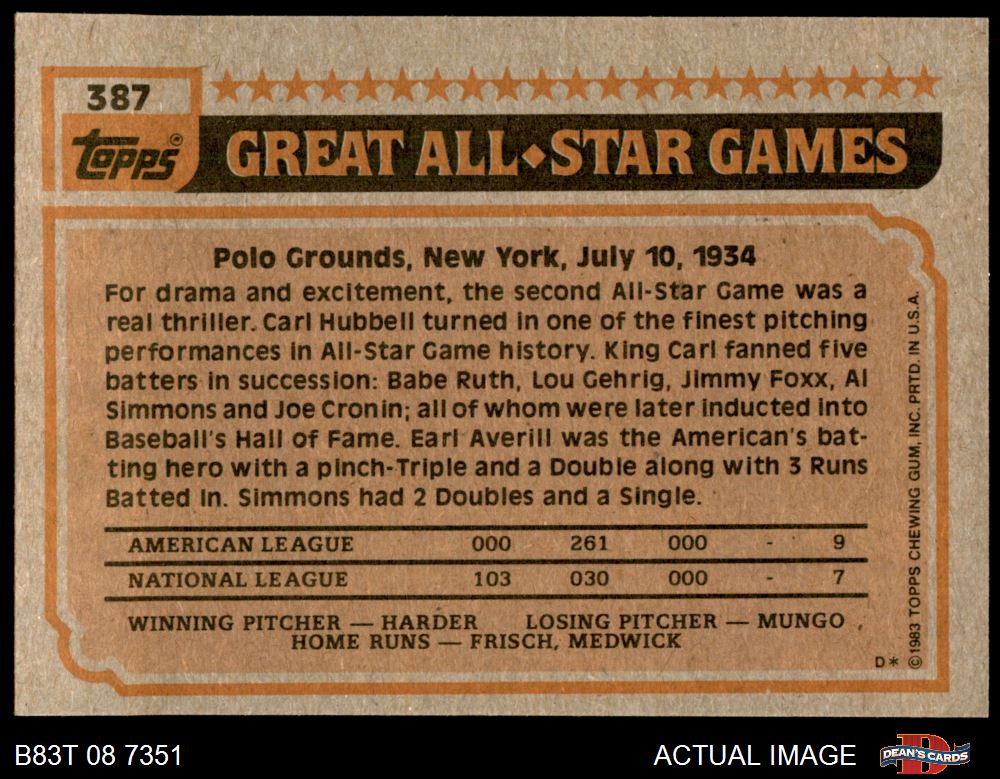 387
topps®
GREAT ALL◆STAR GAMES
Polo Grounds, New York, July 10, 1934
For drama and excitement, the second All-Star Game was a
real thriller. Carl Hubbell turned in one of the finest pitching
performances in All-Star Game history. King Carl fanned five
batters in succession: Babe Ruth, Lou Gehrig, Jimmy Foxx, Al
Simmons and Joe Cronin; all of whom were later inducted into
Baseball's Hall of Fame. Earl Averill was the American's bat-
ting hero with a pinch-Triple and a Double along with 3 Runs
Batted In. Simmons had 2 Doubles and a Single.
AMERICAN LEAGUE 000 261 000 - 9
NATIONAL LEAGUE 103 030 000 - 7
WINNING PITCHER — HARDER LOSING PITCHER — MUNGO
HOME RUNS — FRISCH, MEDWICK
D*
©1983 TOPPS CHEWING GUM, INC. PRTD. IN U.S.A.
B83T 08 7351
ACTUAL IMAGE
DEAN'S CARDS